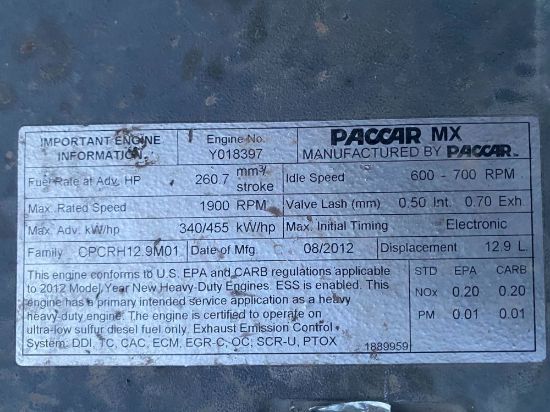 IMPORTANT ENGINE INFORMATION
Engine No. Y018397
PACCAR MX
MANUFACTURED BY PACCAR
Fuel Rate at Adv. HP 260.7 mm³/stroke Idle Speed 600 - 700 RPM
Max. Rated Speed 1900 RPM Valve Lash (mm) 0.50 Int. 0.70 Exh
Max. Adv. kW/hp 340/455 kW/hp Max. Initial Timing Electronic
Family CPCRH12.9M01 Date of Mfg. 08/2012 Displacement 12.9 L.
This engine conforms to U.S. EPA and CARB regulations applicable
to 2012 Model Year New Heavy-Duty Engines. ESS is enabled. This
engine has a primary intended service application as a heavy
heavy-duty engine. The engine is certified to operate on
ultra-low sulfur diesel fuel only. Exhaust Emission Control
System: DDI, TC, CAC, ECM, EGR-C, OC, SCR-U, PTOX
1889959
STD EPA CARB
NOx 0.20 0.20
PM 0.01 0.01